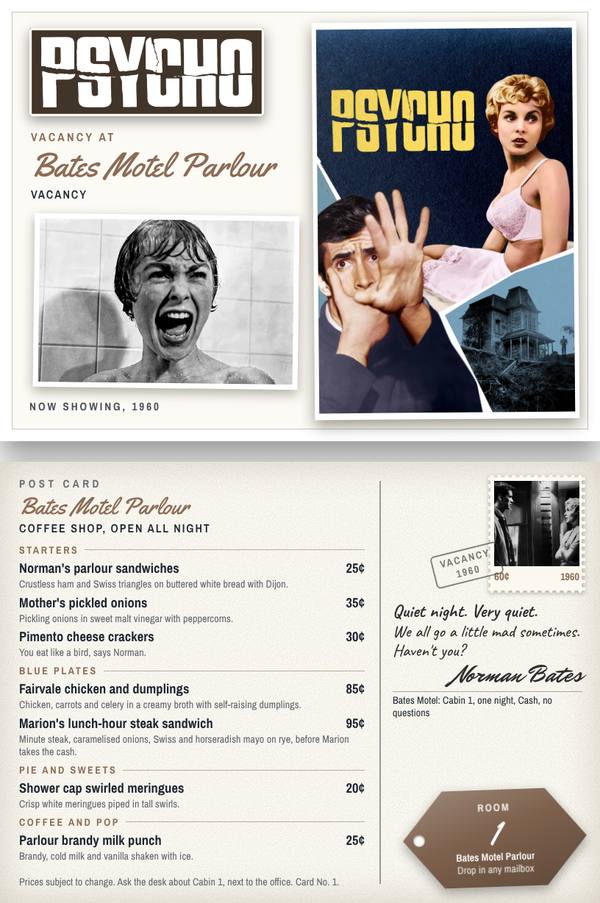 PSYCHO
VACANCY AT
Bates Motel Parlour
VACANCY
NOW SHOWING, 1960
PSYCHO
POST CARD
Bates Motel Parlour
COFFEE SHOP, OPEN ALL NIGHT
STARTERS
Norman's parlour sandwiches 25¢
Crustless ham and Swiss triangles on buttered white bread with Dijon.
Mother's pickled onions 35¢
Pickling onions in sweet malt vinegar with peppercorns.
Pimento cheese crackers 30¢
You eat like a bird, says Norman.
BLUE PLATES
Fairvale chicken and dumplings 85¢
Chicken, carrots and celery in a creamy broth with self-raising dumplings.
Marion's lunch-hour steak sandwich 95¢
Minute steak, caramelised onions, Swiss and horseradish mayo on rye, before Marion
takes the cash.
PIE AND SWEETS
Shower cap swirled meringues 20¢
Crisp white meringues piped in tall swirls.
COFFEE AND POP
Parlour brandy milk punch 25¢
Brandy, cold milk and vanilla shaken with ice.
Prices subject to change. Ask the desk about Cabin 1, next to the office. Card No. 1.
VACANCY
1960
60¢ 1960
Quiet night. Very quiet.
We all go a little mad sometimes.
Haven't you?
Norman Bates
Bates Motel: Cabin 1, one night, Cash, no
questions
ROOM
1
Bates Motel Parlour
Drop in any mailbox